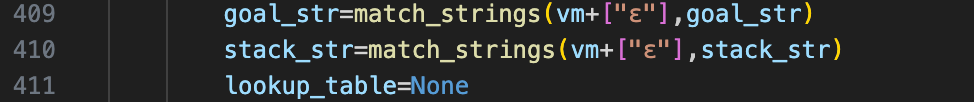 409 goal_str=match_strings(vm+["ε"],goal_str)
410 stack_str=match_strings(vm+["ε"],stack_str)
411 lookup_table=None